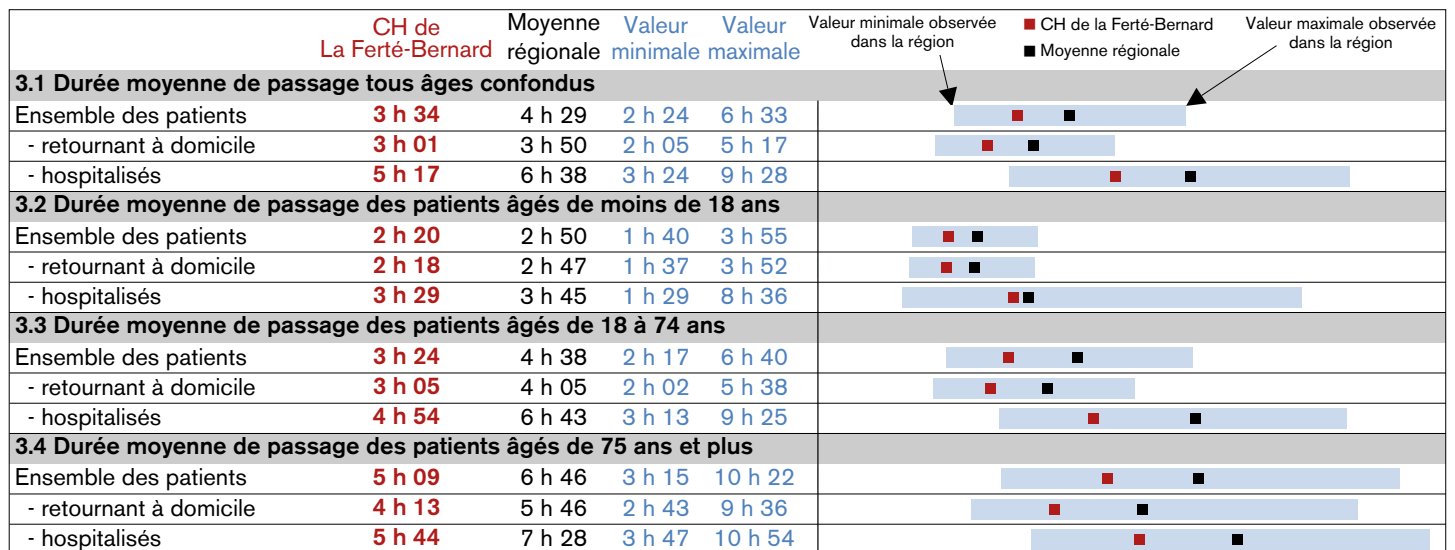 CH de La Ferté-Bernard Moyenne régionale Valeur minimale Valeur maximale
Valeur minimale observée dans la région
CH de la Ferté-Bernard
Moyenne régionale
Valeur maximale observée dans la région
3.1 Durée moyenne de passage tous âges confondus
Ensemble des patients 3 h 34 4 h 29 2 h 24 6 h 33
- retournant à domicile 3 h 01 3 h 50 2 h 05 5 h 17
- hospitalisés 5 h 17 6 h 38 3 h 24 9 h 28
3.2 Durée moyenne de passage des patients âgés de moins de 18 ans
Ensemble des patients 2 h 20 2 h 50 1 h 40 3 h 55
- retournant à domicile 2 h 18 2 h 47 1 h 37 3 h 52
- hospitalisés 3 h 29 3 h 45 1 h 29 8 h 36
3.3 Durée moyenne de passage des patients âgés de 18 à 74 ans
Ensemble des patients 3 h 24 4 h 38 2 h 17 6 h 40
- retournant à domicile 3 h 05 4 h 05 2 h 02 5 h 38
- hospitalisés 4 h 54 6 h 43 3 h 13 9 h 25
3.4 Durée moyenne de passage des patients âgés de 75 ans et plus
Ensemble des patients 5 h 09 6 h 46 3 h 15 10 h 22
- retournant à domicile 4 h 13 5 h 46 2 h 43 9 h 36
- hospitalisés 5 h 44 7 h 28 3 h 47 10 h 54